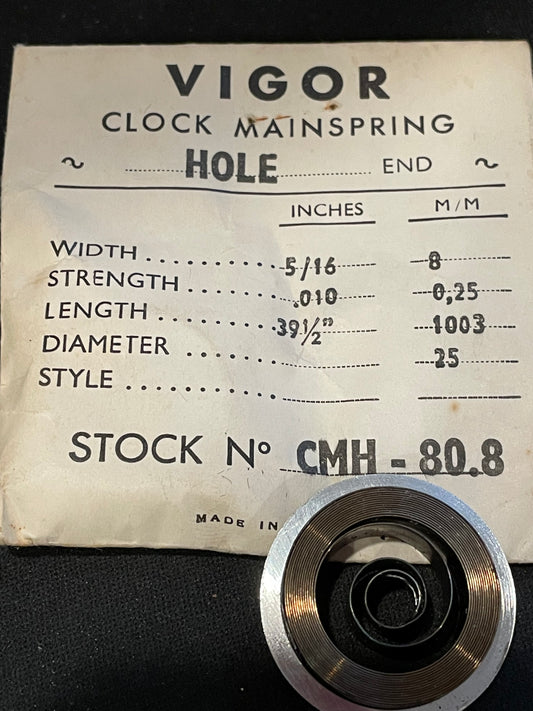 VIGOR
CLOCK MAINSPRING
~ HOLE END ~
INCHES M/M
WIDTH 5/16 8
STRENGTH .010 0,25
LENGTH 39½" 1003
DIAMETER 25
STYLE
STOCK Nº CMH - 80.8
MADE IN